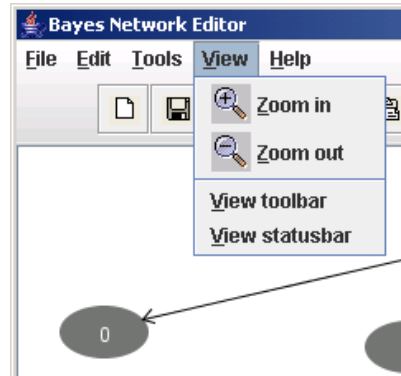 Bayes Network Editor
File Edit Tools View Help
Zoom in
Zoom out
View toolbar
View statusbar
0